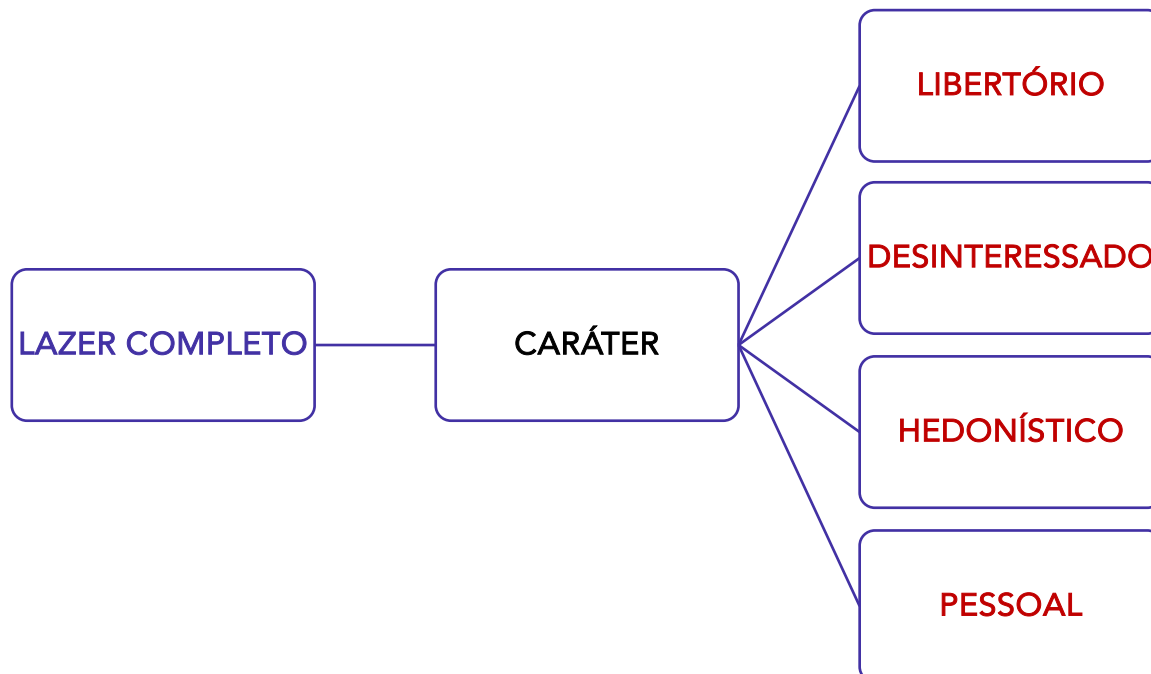 LAZER COMPLETO
CARÁTER
LIBERTÓRIO
DESINTERESSADO
HEDONÍSTICO
PESSOAL